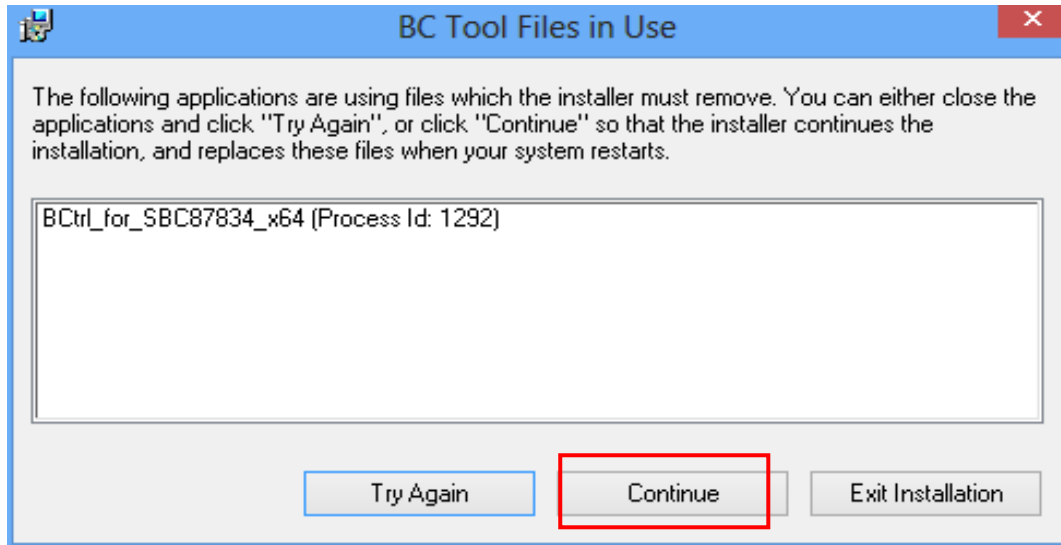 BC Tool Files in Use
The following applications are using files which the installer must remove. You can either close the
applications and click "Try Again", or click "Continue" so that the installer continues the
installation, and replaces these files when your system restarts.
BCtrl_for_SBC87834_x64 (Process Id: 1292)
Try Again Continue Exit Installation